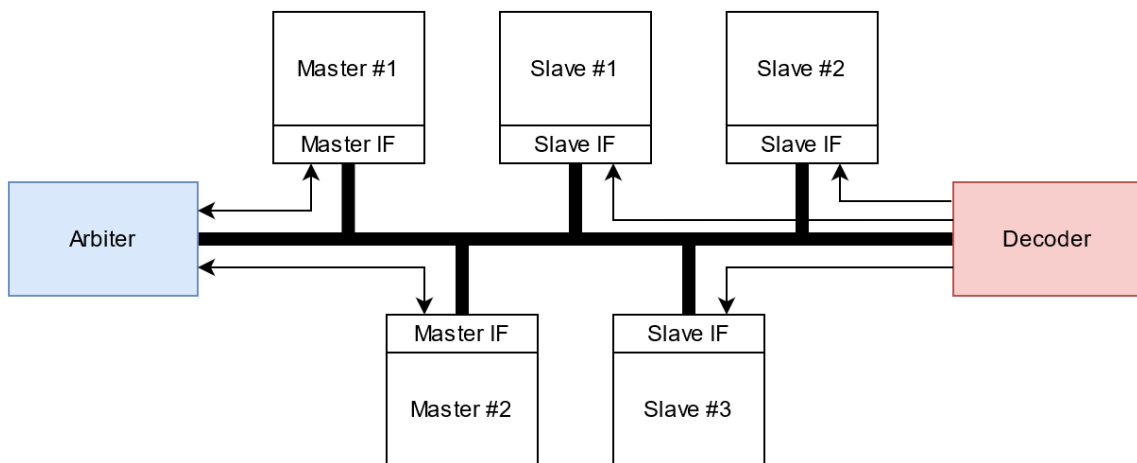 Master #1
Slave #1
Slave #2
Master IF
Slave IF
Slave IF
Arbiter
Decoder
Master IF
Slave IF
Master #2
Slave #3